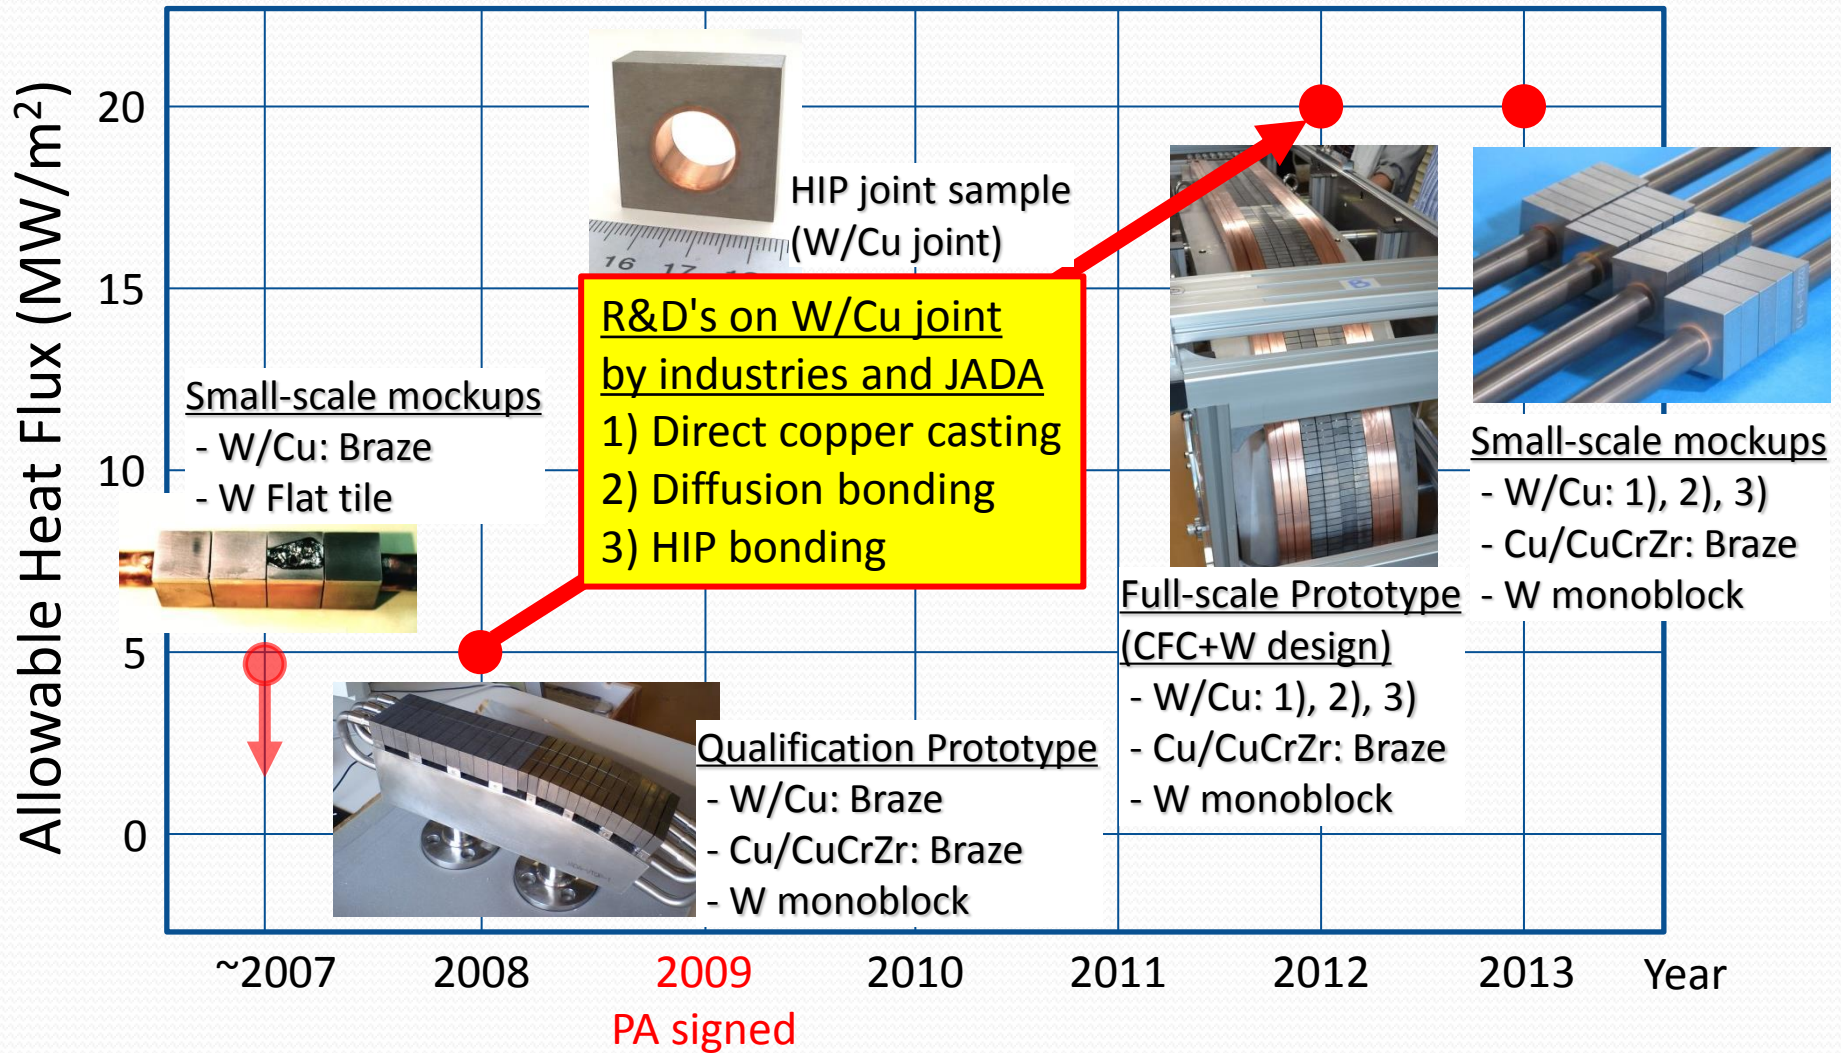 Allowable Heat Flux (MW/m²)
20
15
10
5
0
~2007
2008
2009
2010
2011
2012
2013
Year
PA signed
Small-scale mockups
- W/Cu: Braze
- W Flat tile
HIP joint sample
(W/Cu joint)
16 17
R&D's on W/Cu joint
by industries and JADA
1) Direct copper casting
2) Diffusion bonding
3) HIP bonding
Qualification Prototype
- W/Cu: Braze
- Cu/CuCrZr: Braze
- W monoblock
Full-scale Prototype
(CFC+W design)
- W/Cu: 1), 2), 3)
- Cu/CuCrZr: Braze
- W monoblock
Small-scale mockups
- W/Cu: 1), 2), 3)
- Cu/CuCrZr: Braze
- W monoblock